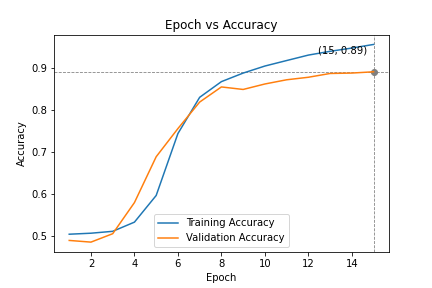 Epoch vs Accuracy
(15, 0.89)
0.9
0.8
0.7
0.6
0.5
Accuracy
Training Accuracy
Validation Accuracy
2 4 6 8 10 12 14
Epoch